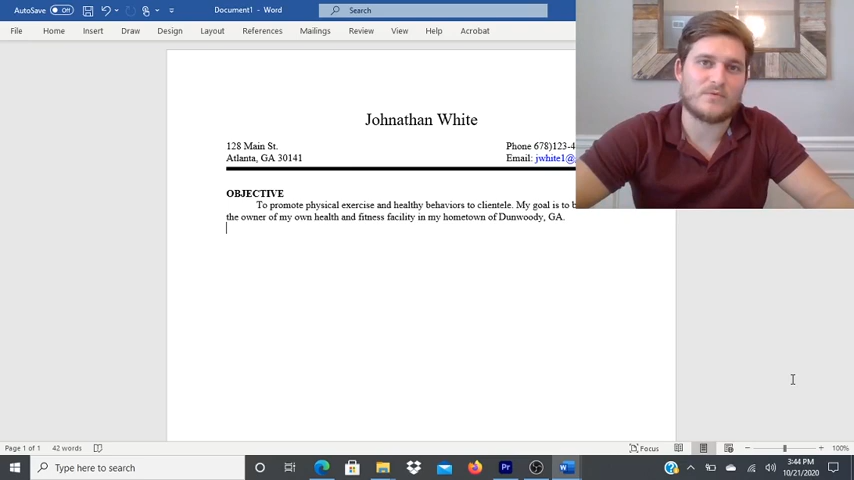 AutoSave Off Document1 - Word Search
File Home Insert Draw Design Layout References Mailings Review View Help Acrobat
Johnathan White
128 Main St. Phone 678)123-4
Atlanta, GA 30141 Email: jwhite1@
OBJECTIVE
To promote physical exercise and healthy behaviors to clientele. My goal is to b
the owner of my own health and fitness facility in my hometown of Dunwoody, GA.
Page 1 of 1 42 words Focus 100%
Type here to search Pr 3:44 PM
10/21/2020